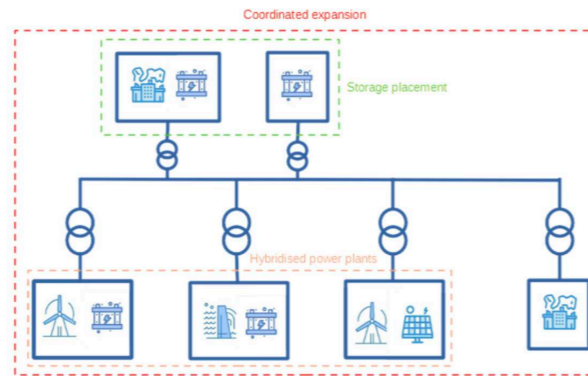 Coordinated expansion
Storage placement
Hybridised power plants